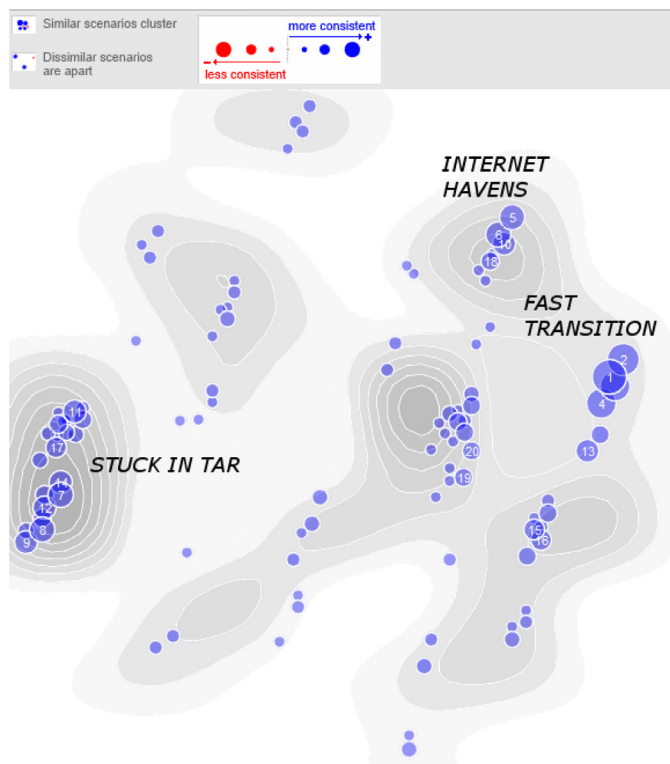 Similar scenarios cluster
Dissimilar scenarios
are apart
more consistent
+
-
less consistent
INTERNET
HAVENS
5
6
10
18
FAST
TRANSITION
2
1
4
11
17
STUCK IN TAR
20
13
14
7
19
12
8
9
15
16